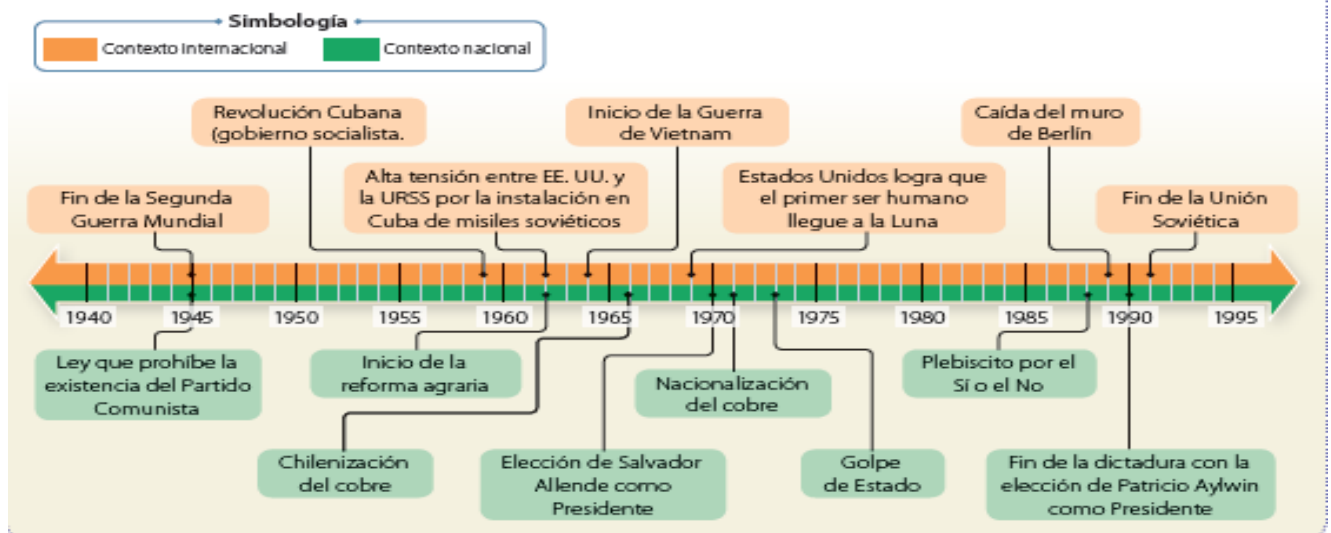 Simbología
Contexto internacional
Contexto nacional
Revolución Cubana
(gobierno socialista.
Inicio de la Guerra
de Vietnam
Caída del muro
de Berlín
Fin de la Segunda
Guerra Mundial
Alta tensión entre EE. UU. y
la URSS por la instalación en
Cuba de misiles soviéticos
Estados Unidos logra que
el primer ser humano
llegue a la Luna
Fin de la Unión
Soviética
1940
1945
1950
1955
1960
1965
1970
1975
1980
1985
1990
1995
Ley que prohíbe la
existencia del Partido
Comunista
Inicio de la
reforma agraria
Nacionalización
del cobre
Plebiscito por el
Sí o el No
Chilenización
del cobre
Elección de Salvador
Allende como
Presidente
Golpe
de Estado
Fin de la dictadura con la
elección de Patricio Aylwin
como Presidente